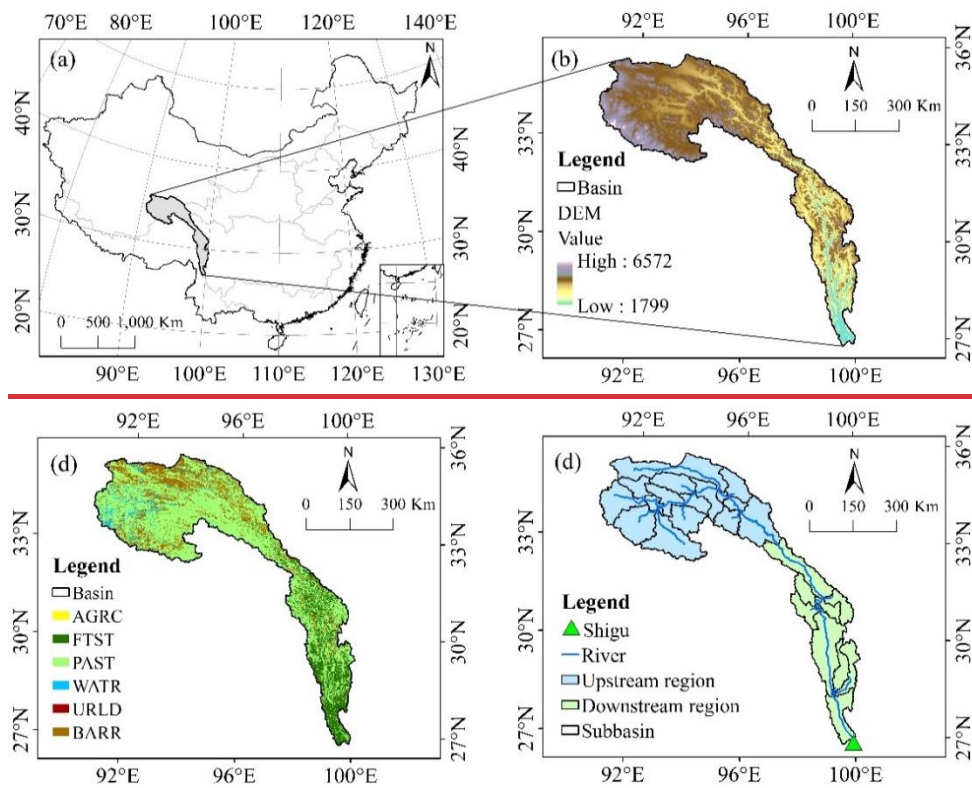 70°E 80°E 100°E 120°E 140°E
(a)
N
40°N
30°N
20°N
40°N
30°N
20°N
0 500 1,000 Km
90°E 100°E 110°E 120°E 130°E
92°E 96°E 100°E
(b)
N
0 150 300 Km
36°N
33°N
30°N
27°N
33°N
30°N
27°N
Legend
Basin
DEM
Value
High : 6572
Low : 1799
92°E 96°E 100°E
92°E 96°E 100°E
(d)
N
0 150 300 Km
36°N
33°N
30°N
27°N
33°N
30°N
27°N
Legend
Basin
AGRC
FTST
PAST
WATR
URLD
BARR
92°E 96°E 100°E
92°E 96°E 100°E
(d)
N
0 150 300 Km
36°N
33°N
30°N
27°N
33°N
30°N
27°N
Legend
Shigu
River
Upstream region
Downstream region
Subbasin
92°E 96°E 100°E